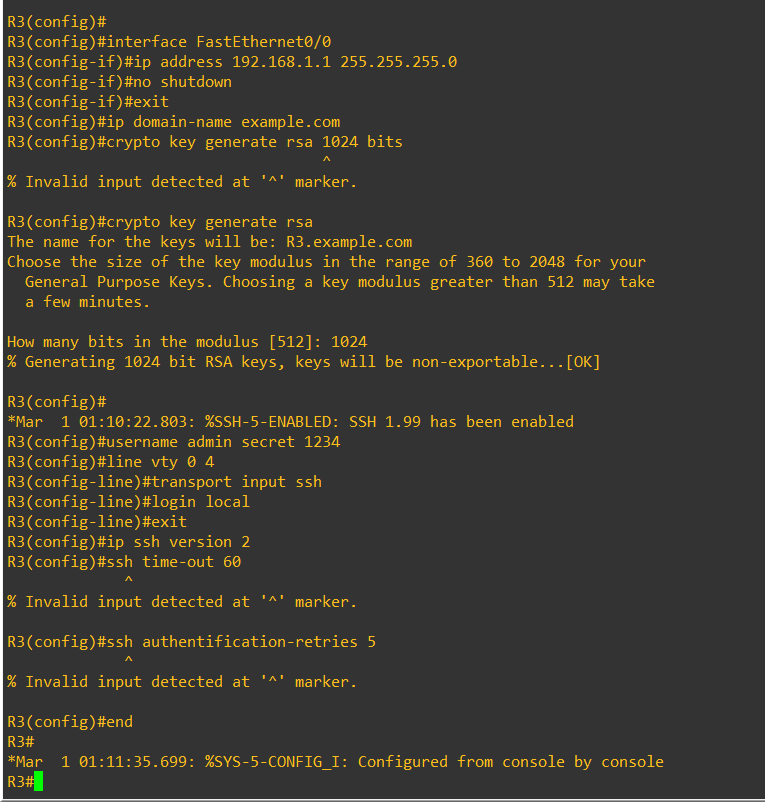 R3(config)#
R3(config)#interface FastEthernet0/0
R3(config-if)#ip address 192.168.1.1 255.255.255.0
R3(config-if)#no shutdown
R3(config-if)#exit
R3(config)#ip domain-name example.com
R3(config)#crypto key generate rsa 1024 bits
                                   ^
% Invalid input detected at '^' marker.

R3(config)#crypto key generate rsa
The name for the keys will be: R3.example.com
Choose the size of the key modulus in the range of 360 to 2048 for your
  General Purpose Keys. Choosing a key modulus greater than 512 may take
  a few minutes.

How many bits in the modulus [512]: 1024
% Generating 1024 bit RSA keys, keys will be non-exportable...[OK]

R3(config)#
*Mar  1 01:10:22.803: %SSH-5-ENABLED: SSH 1.99 has been enabled
R3(config)#username admin secret 1234
R3(config)#line vty 0 4
R3(config-line)#transport input ssh
R3(config-line)#login local
R3(config-line)#exit
R3(config)#ip ssh version 2
R3(config)#ssh time-out 60
             ^
% Invalid input detected at '^' marker.

R3(config)#ssh authentification-retries 5
             ^
% Invalid input detected at '^' marker.

R3(config)#end
R3#
*Mar  1 01:11:35.699: %SYS-5-CONFIG_I: Configured from console by console
R3#